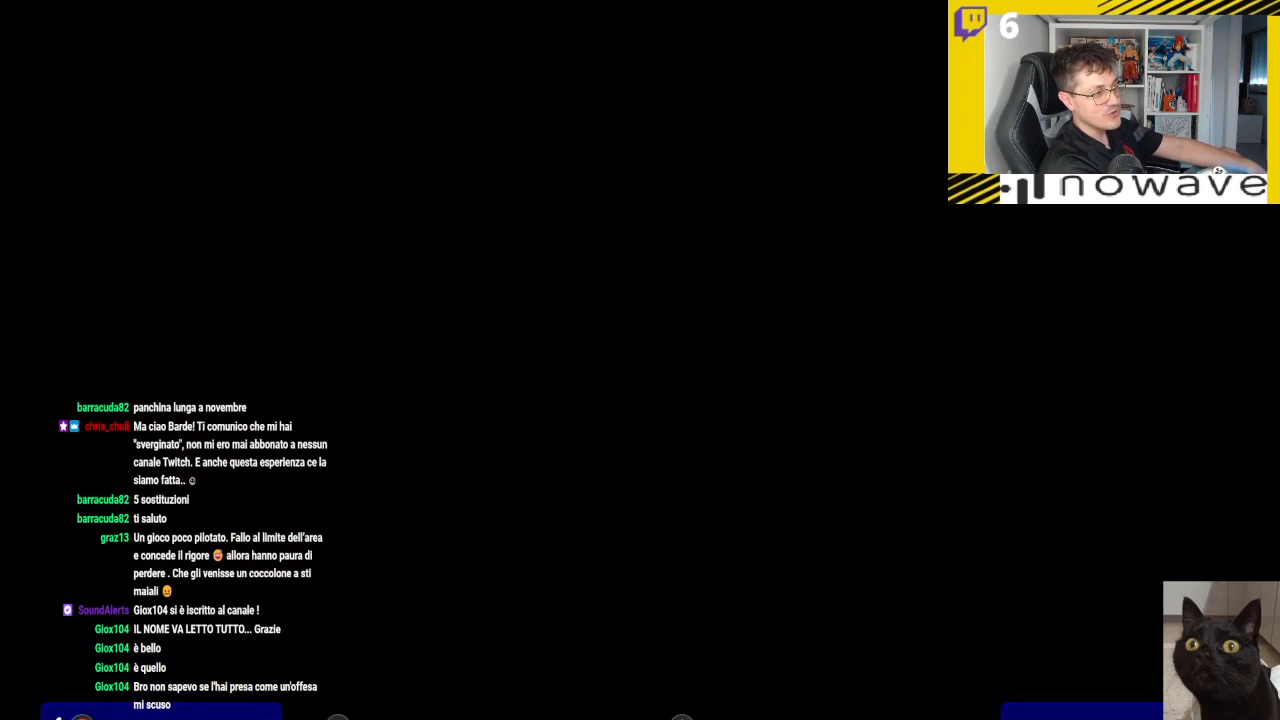 6
nowave
barracuda82 panchina lunga a novembre
chris_chull Ma ciao Barde! Ti comunico che mi hai
"sverginato", non mi ero mai abbonato a nessun
canale Twitch. E anche questa esperienza ce la
siamo fatta.. ☺
barracuda82 5 sostituzioni
barracuda82 ti saluto
graz13 Un gioco poco pilotato. Fallo al limite dell'area
e concede il rigore 😅 allora hanno paura di
perdere . Che gli venisse un coccolone a sti
maiali 😡
SoundAlerts Giox104 si è iscritto al canale !
Giox104 IL NOME VA LETTO TUTTO... Grazie
Giox104 è bello
Giox104 è quello
Giox104 Bro non sapevo se l'hai presa come un'offesa
mi scuso